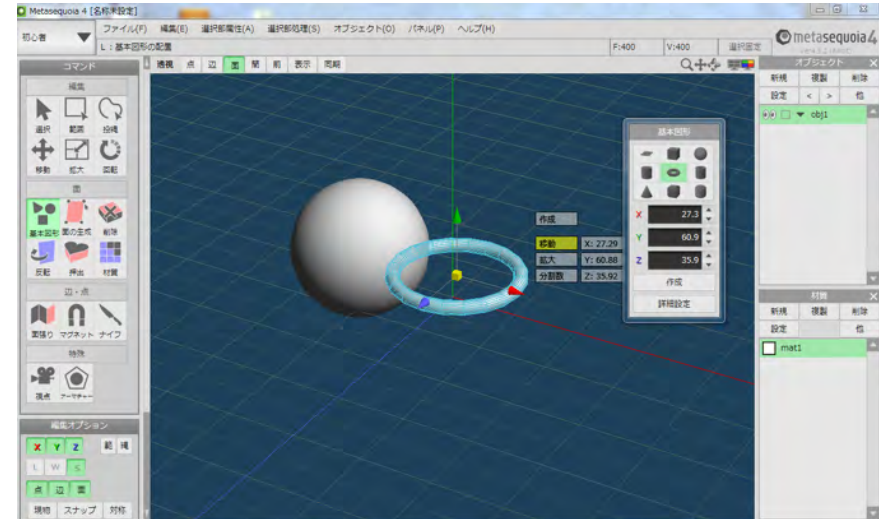 Metasequoia 4 [名称未設定]
初心者
ファイル(F) 編集(E) 選択部属性(A) 選択部処理(S) オブジェクト(O) パネル(P) ヘルプ(H)
L : 基本図形の配置
F:400 V:400 選択固定
metasequoia 4
コマンド
編集
選択 範囲 投縄
移動 拡大 回転
面
基本図形 面の生成 削除
反転 押出 材質
辺・点
面張り マグネット ナイフ
特殊
視点 アーマチャー
編集オプション
X Y Z 範 縄
L W S
点 辺 面
現物 スナップ 対称
透視 点 辺 面 簡 前 表示 同期
作成
移動 X: 27.29
拡大 Y: 60.88
分割数 Z: 35.92
基本図形
X 27.3
Y 60.9
Z 35.9
作成
詳細設定
オブジェクト X
新規 複製 削除
設定 < > 他
obj1
材質 X
新規 複製 削除
設定 他
mat1